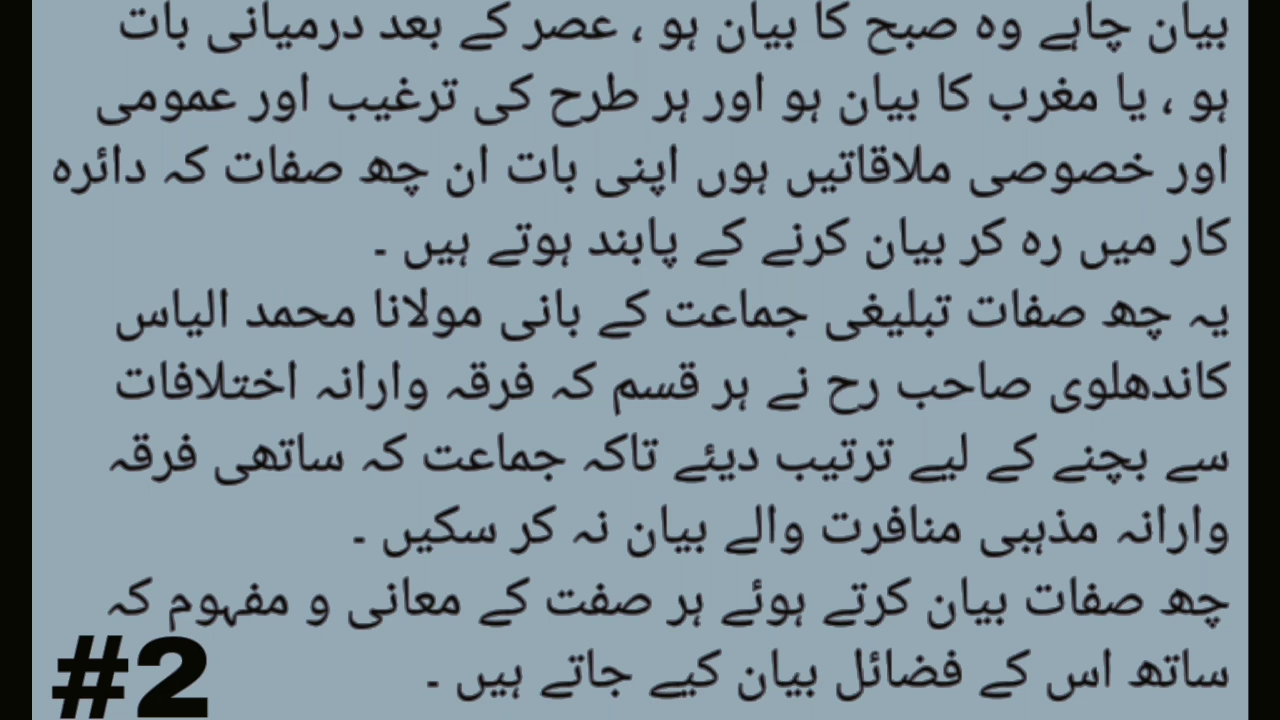 بیان چاہے وہ صبح کا بیان ہو ، عصر کے بعد درمیانی بات
ہو ، یا مغرب کا بیان ہو اور ہر طرح کی ترغیب اور عمومی
اور خصوصی ملاقاتیں ہوں اپنی بات ان چھ صفات کہ دائرہ
کار میں رہ کر بیان کرنے کے پابند ہوتے ہیں ۔
یہ چھ صفات تبلیغی جماعت کے بانی مولانا محمد الیاس
کاندھلوی صاحب رح نے ہر قسم کہ فرقہ وارانہ اختلافات
سے بچنے کے لیے ترتیب دیئے تاکہ جماعت کہ ساتھی فرقہ
وارانہ مذہبی منافرت والے بیان نہ کر سکیں ۔
چھ صفات بیان کرتے ہوئے ہر صفت کے معانی و مفہوم کہ
ساتھ اس کے فضائل بیان کیے جاتے ہیں ۔
#2